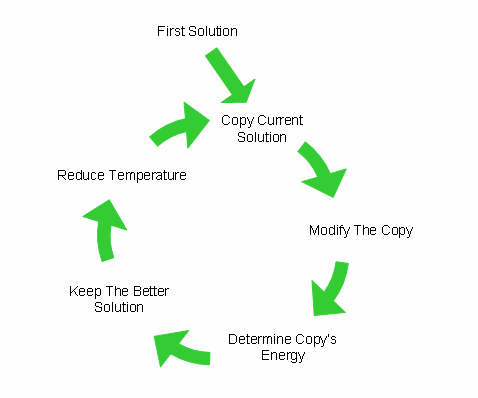 First Solution
Copy Current
Solution
Modify The Copy
Determine Copy's
Energy
Keep The Better
Solution
Reduce Temperature